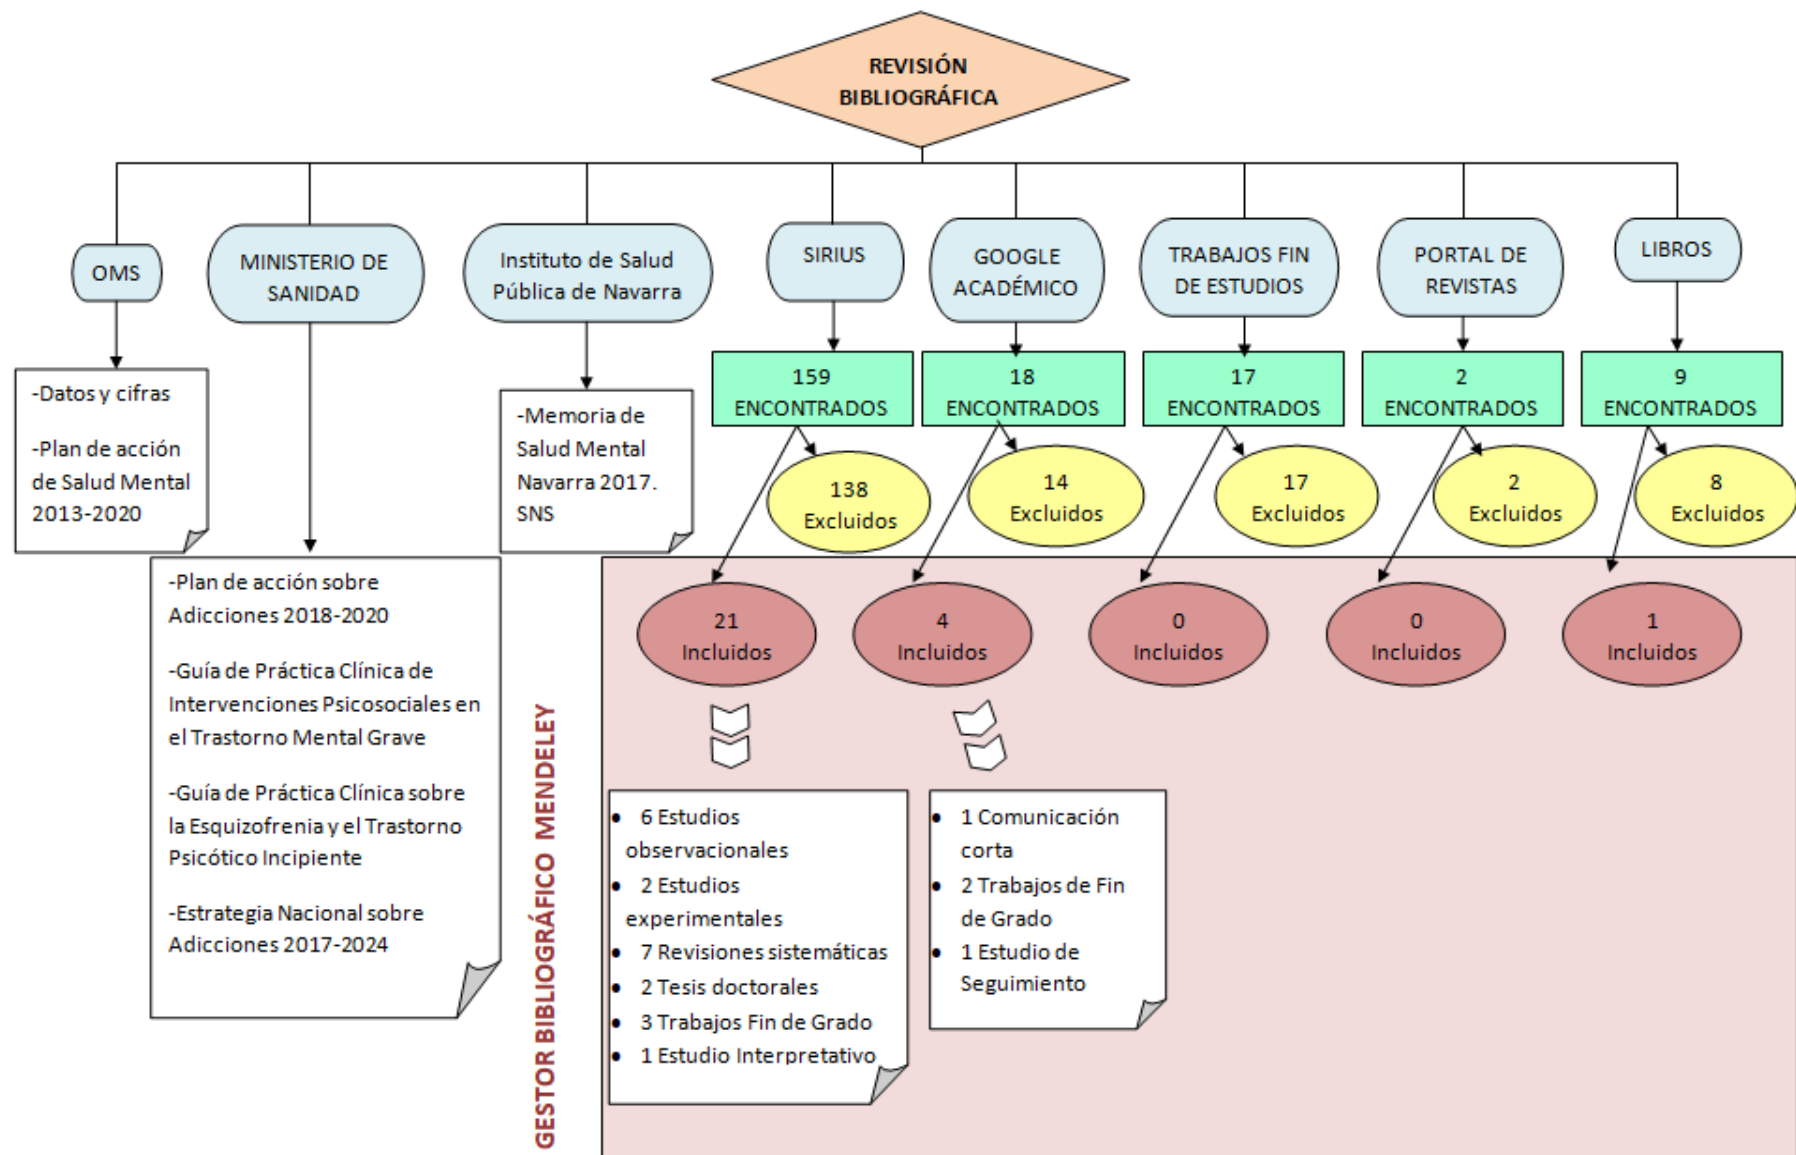 REVISIÓN
BIBLIOGRÁFICA
OMS
MINISTERIO DE
SANIDAD
Instituto de Salud
Pública de Navarra
SIRIUS
GOOGLE
ACADÉMICO
TRABAJOS FIN
DE ESTUDIOS
PORTAL DE
REVISTAS
LIBROS
-Datos y cifras
-Plan de acción
de Salud Mental
2013-2020
-Plan de acción sobre
Adicciones 2018-2020
-Guía de Práctica Clínica de
Intervenciones Psicosociales en
el Trastorno Mental Grave
-Guía de Práctica Clínica sobre
la Esquizofrenia y el Trastorno
Psicótico Incipiente
-Estrategia Nacional sobre
Adicciones 2017-2024
-Memoria de
Salud Mental
Navarra 2017.
SNS
159
ENCONTRADOS
18
ENCONTRADOS
17
ENCONTRADOS
2
ENCONTRADOS
9
ENCONTRADOS
138
Excluidos
14
Excluidos
17
Excluidos
2
Excluidos
8
Excluidos
GESTOR BIBLIOGRÁFICO MENDELEY
21
Incluidos
4
Incluidos
0
Incluidos
0
Incluidos
1
Incluidos
• 6 Estudios
observacionales
• 2 Estudios
experimentales
• 7 Revisiones sistemáticas
• 2 Tesis doctorales
• 3 Trabajos Fin de Grado
• 1 Estudio Interpretativo
• 1 Comunicación
corta
• 2 Trabajos de Fin
de Grado
• 1 Estudio de
Seguimiento